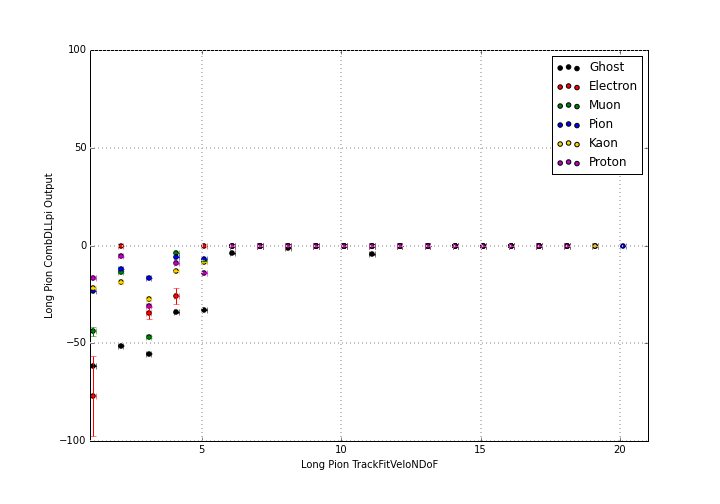 100
50
0
−50
−100
5
10
15
20
Long Pion CombDLLpi Output
Long Pion TrackFitVeloNDoF
Ghost
Electron
Muon
Pion
Kaon
Proton